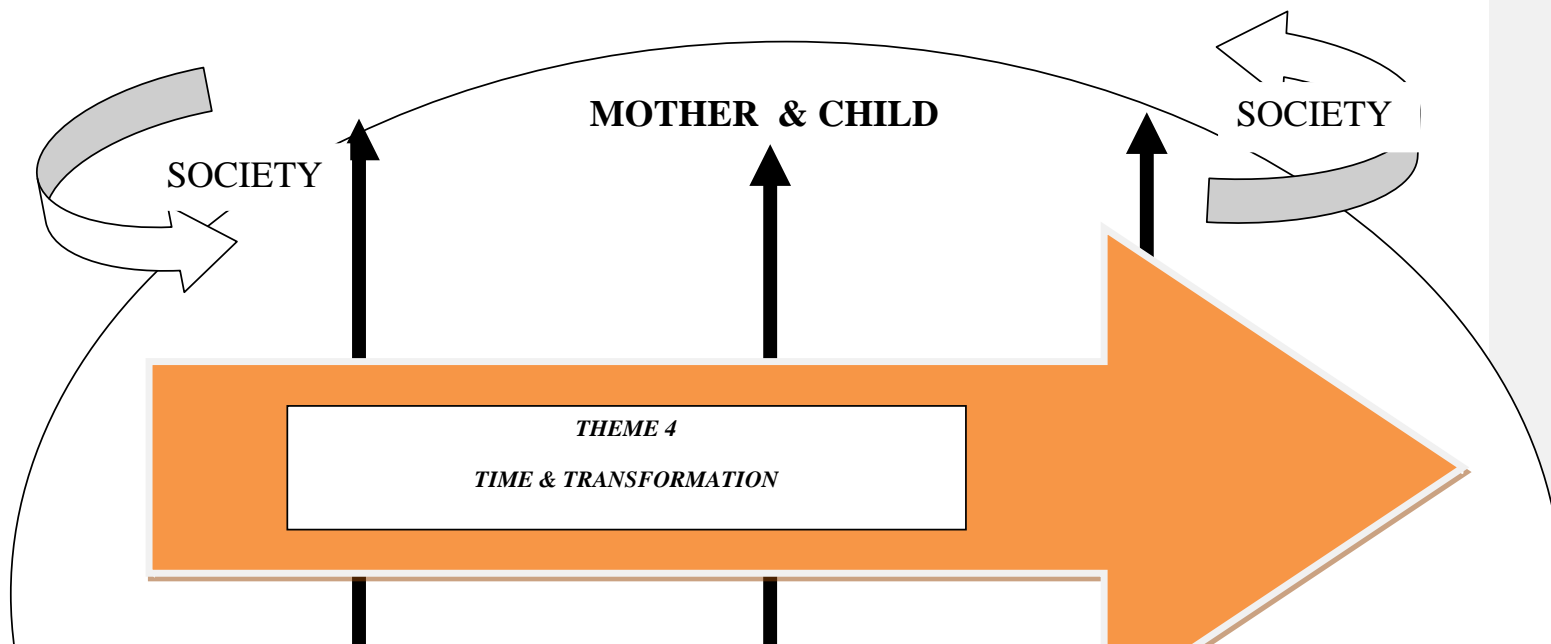 MOTHER & CHILD
SOCIETY
SOCIETY
THEME 4
TIME & TRANSFORMATION